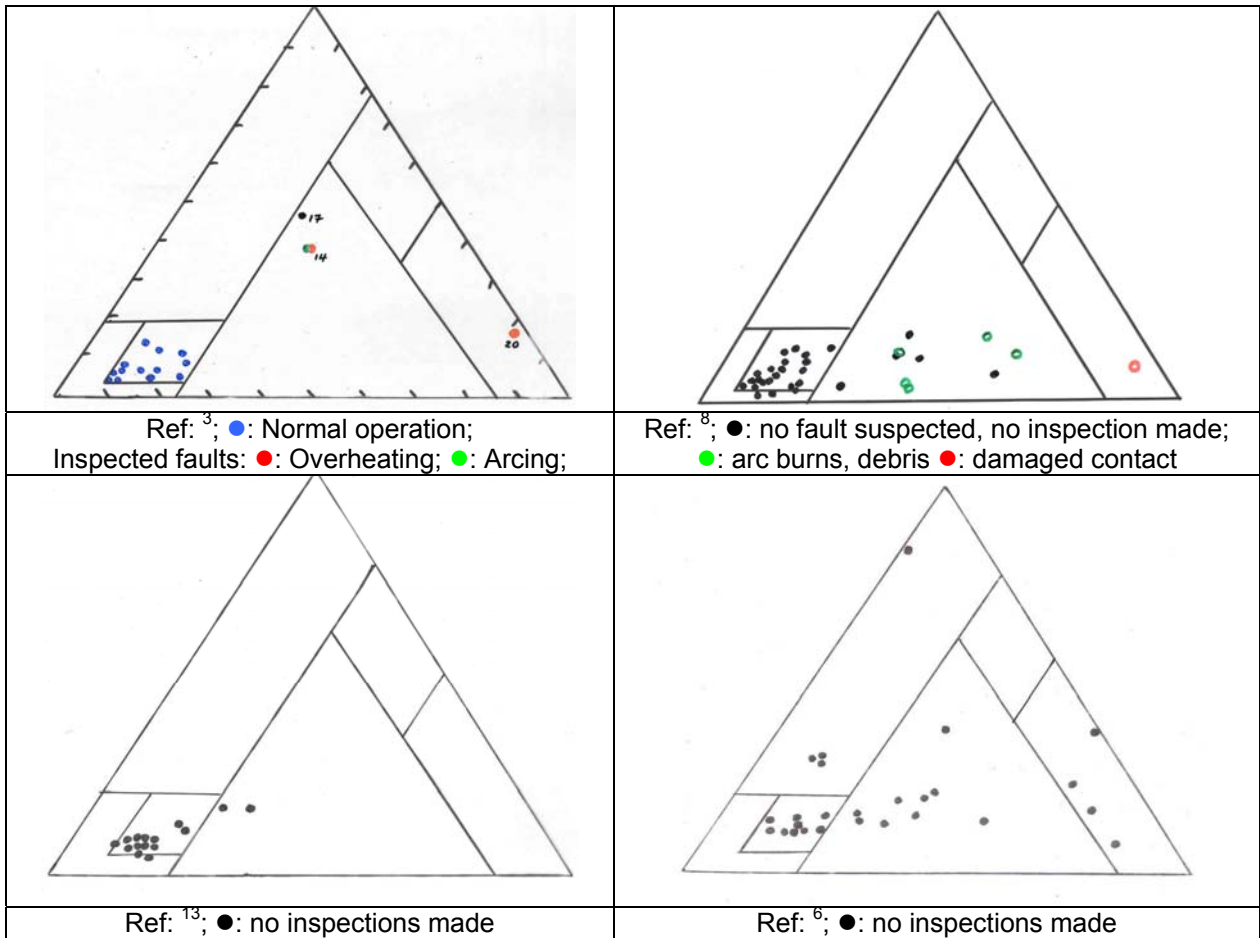 17
14
20
Ref: 3; ●: Normal operation;
Inspected faults: ●: Overheating; ●: Arcing;
Ref: 8; ●: no fault suspected, no inspection made;
●: arc burns, debris ●: damaged contact
Ref: 13; ●: no inspections made
Ref: 6; ●: no inspections made